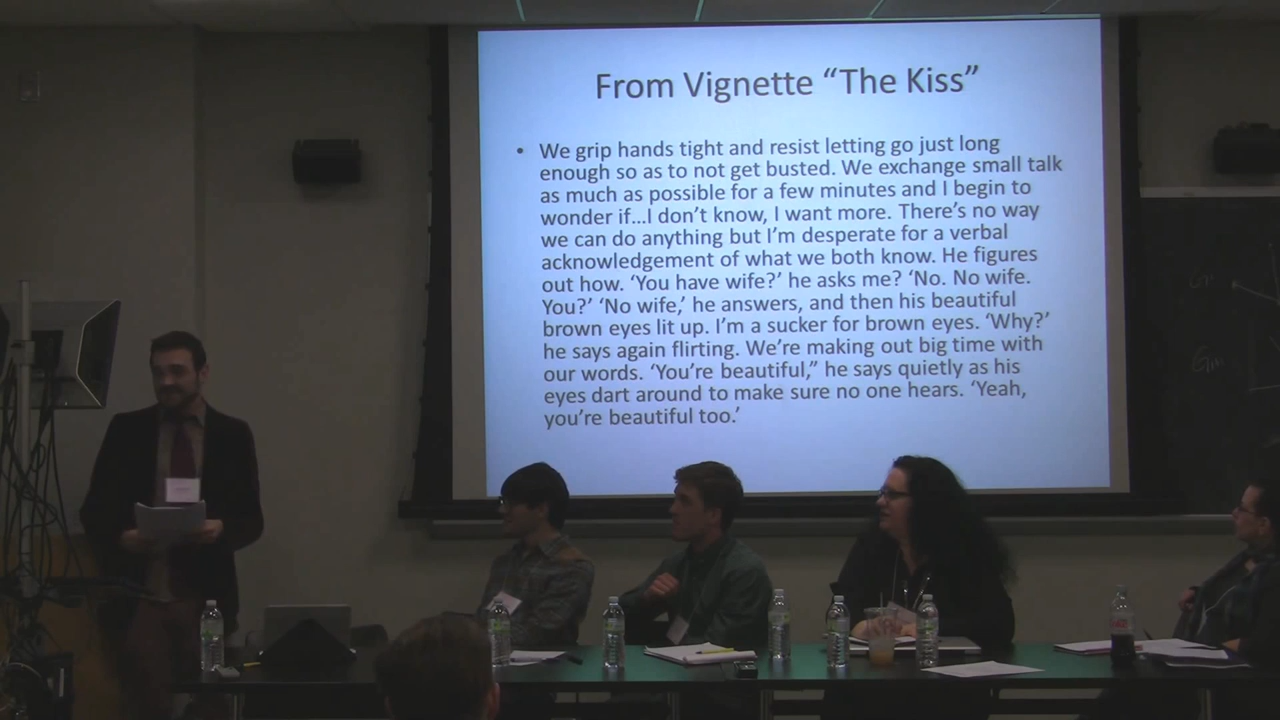 From Vignette “The Kiss”
• We grip hands tight and resist letting go just long
enough so as to not get busted. We exchange small talk
as much as possible for a few minutes and I begin to
wonder if…I don’t know, I want more. There’s no way
we can do anything but I’m desperate for a verbal
acknowledgement of what we both know. He figures
out how. ‘You have wife?’ he asks me? ‘No. No wife.
You?’ ‘No wife,’ he answers, and then his beautiful
brown eyes lit up. I’m a sucker for brown eyes. ‘Why?’
he says again flirting. We’re making out big time with
our words. ‘You’re beautiful,” he says quietly as his
eyes dart around to make sure no one hears. ‘Yeah,
you’re beautiful too.’